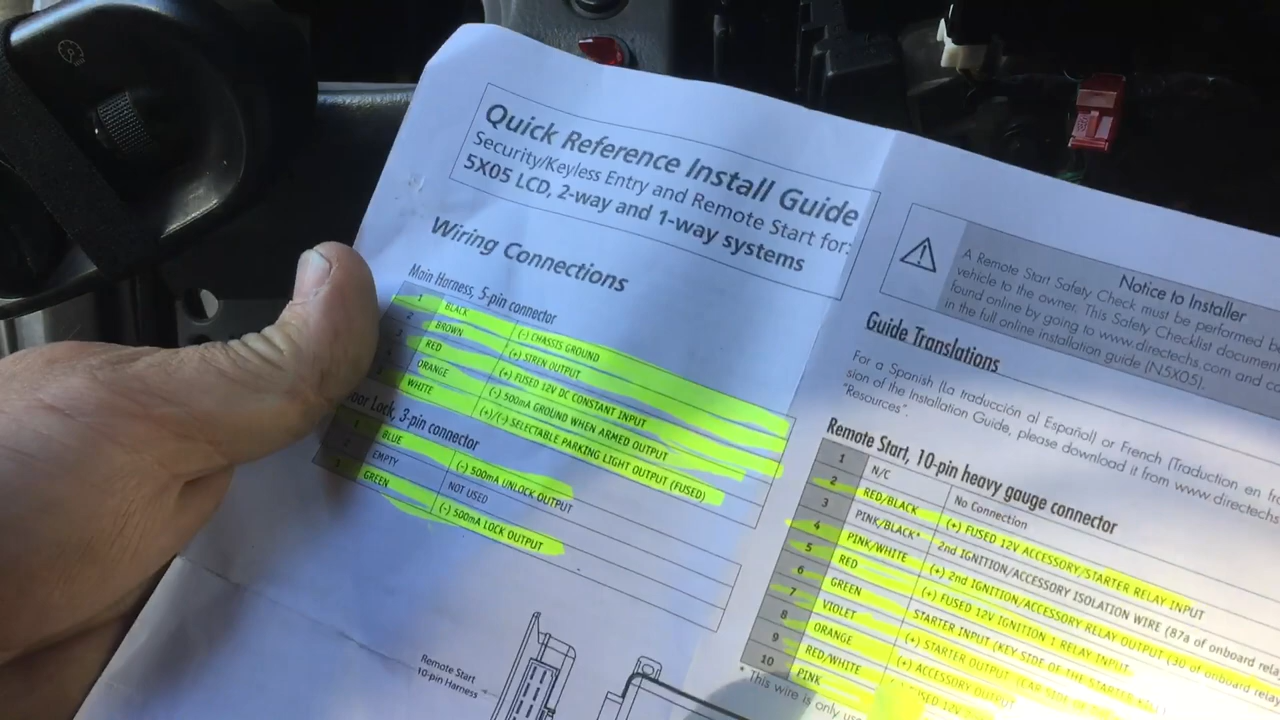 Quick Reference Install Guide
Security/Keyless Entry and Remote Start for:
5X05 LCD, 2-way and 1-way systems
Wiring Connections
Main Harness, 5-pin connector
1 BLACK (-) CHASSIS GROUND
2 BROWN (+) SIREN OUTPUT
3 RED (+) FUSED 12V DC CONSTANT INPUT
ORANGE (-) 500mA GROUND WHEN ARMED OUTPUT
WHITE (+)/(-) SELECTABLE PARKING LIGHT OUTPUT (FUSED)
oor Lock, 3-pin connector
1 BLUE (-) 500mA UNLOCK OUTPUT
2 EMPTY NOT USED
3 GREEN (-) 500mA LOCK OUTPUT
Remote Start
10-pin Harness
Notice to Installer
A Remote Start Safety Check must be performed b
vehicle to the owner. This Safety Checklist document
found online by going to www.directechs.com and ca
in the full online installation guide (N5X05).
Guide Translations
For a Spanish (La traducción al Español) or French (Traduction en fr
sion of the Installation Guide, please download it from www.directechs
"Resources".
Remote Start, 10-pin heavy gauge connector
1 N/C No Connection
2 RED/BLACK (+) FUSED 12V ACCESSORY/STARTER RELAY INPUT
3 PINK/BLACK* 2nd IGNITION/ACCESSORY ISOLATION WIRE (87a of onboard rela
4 PINK/WHITE (+) 2nd IGNITION/ACCESSORY RELAY OUTPUT (30 of onboard relay
5 RED (+) FUSED 12V IGNITION 1 RELAY INPUT
6 GREEN STARTER INPUT (KEY SIDE OF THE STARTER
7 VIOLET (+) STARTER OUTPUT (CAR SIDE OF THE
8 ORANGE (+) ACCESSORY OUTPUT
9 RED/WHITE FUSED 12V
10 PINK
* This wire is only us